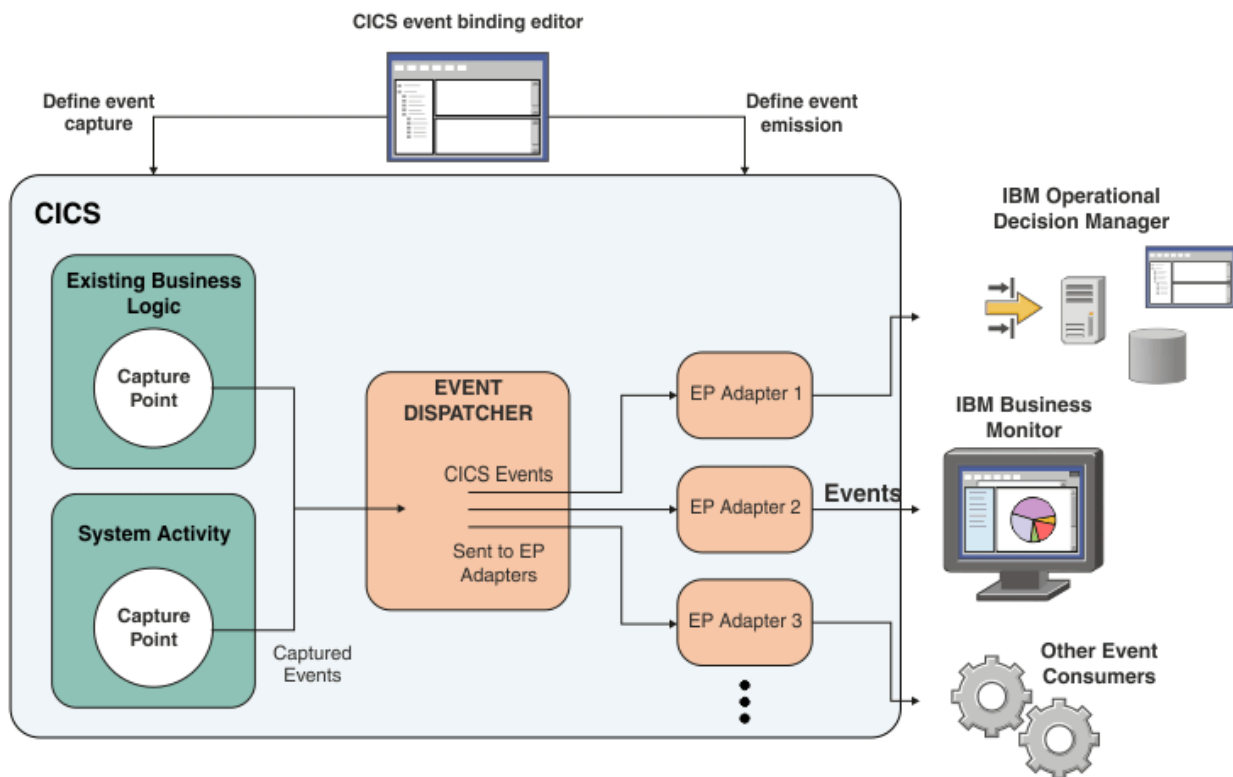 CICS event binding editor
Define event
capture
Define event
emission
CICS
Existing Business
Logic
Capture
Point
System Activity
Capture
Point
Captured
Events
EVENT
DISPATCHER
CICS Events
Sent to EP
Adapters
EP Adapter 1
EP Adapter 2
EP Adapter 3
Events
IBM Operational
Decision Manager
IBM Business
Monitor
Other Event
Consumers